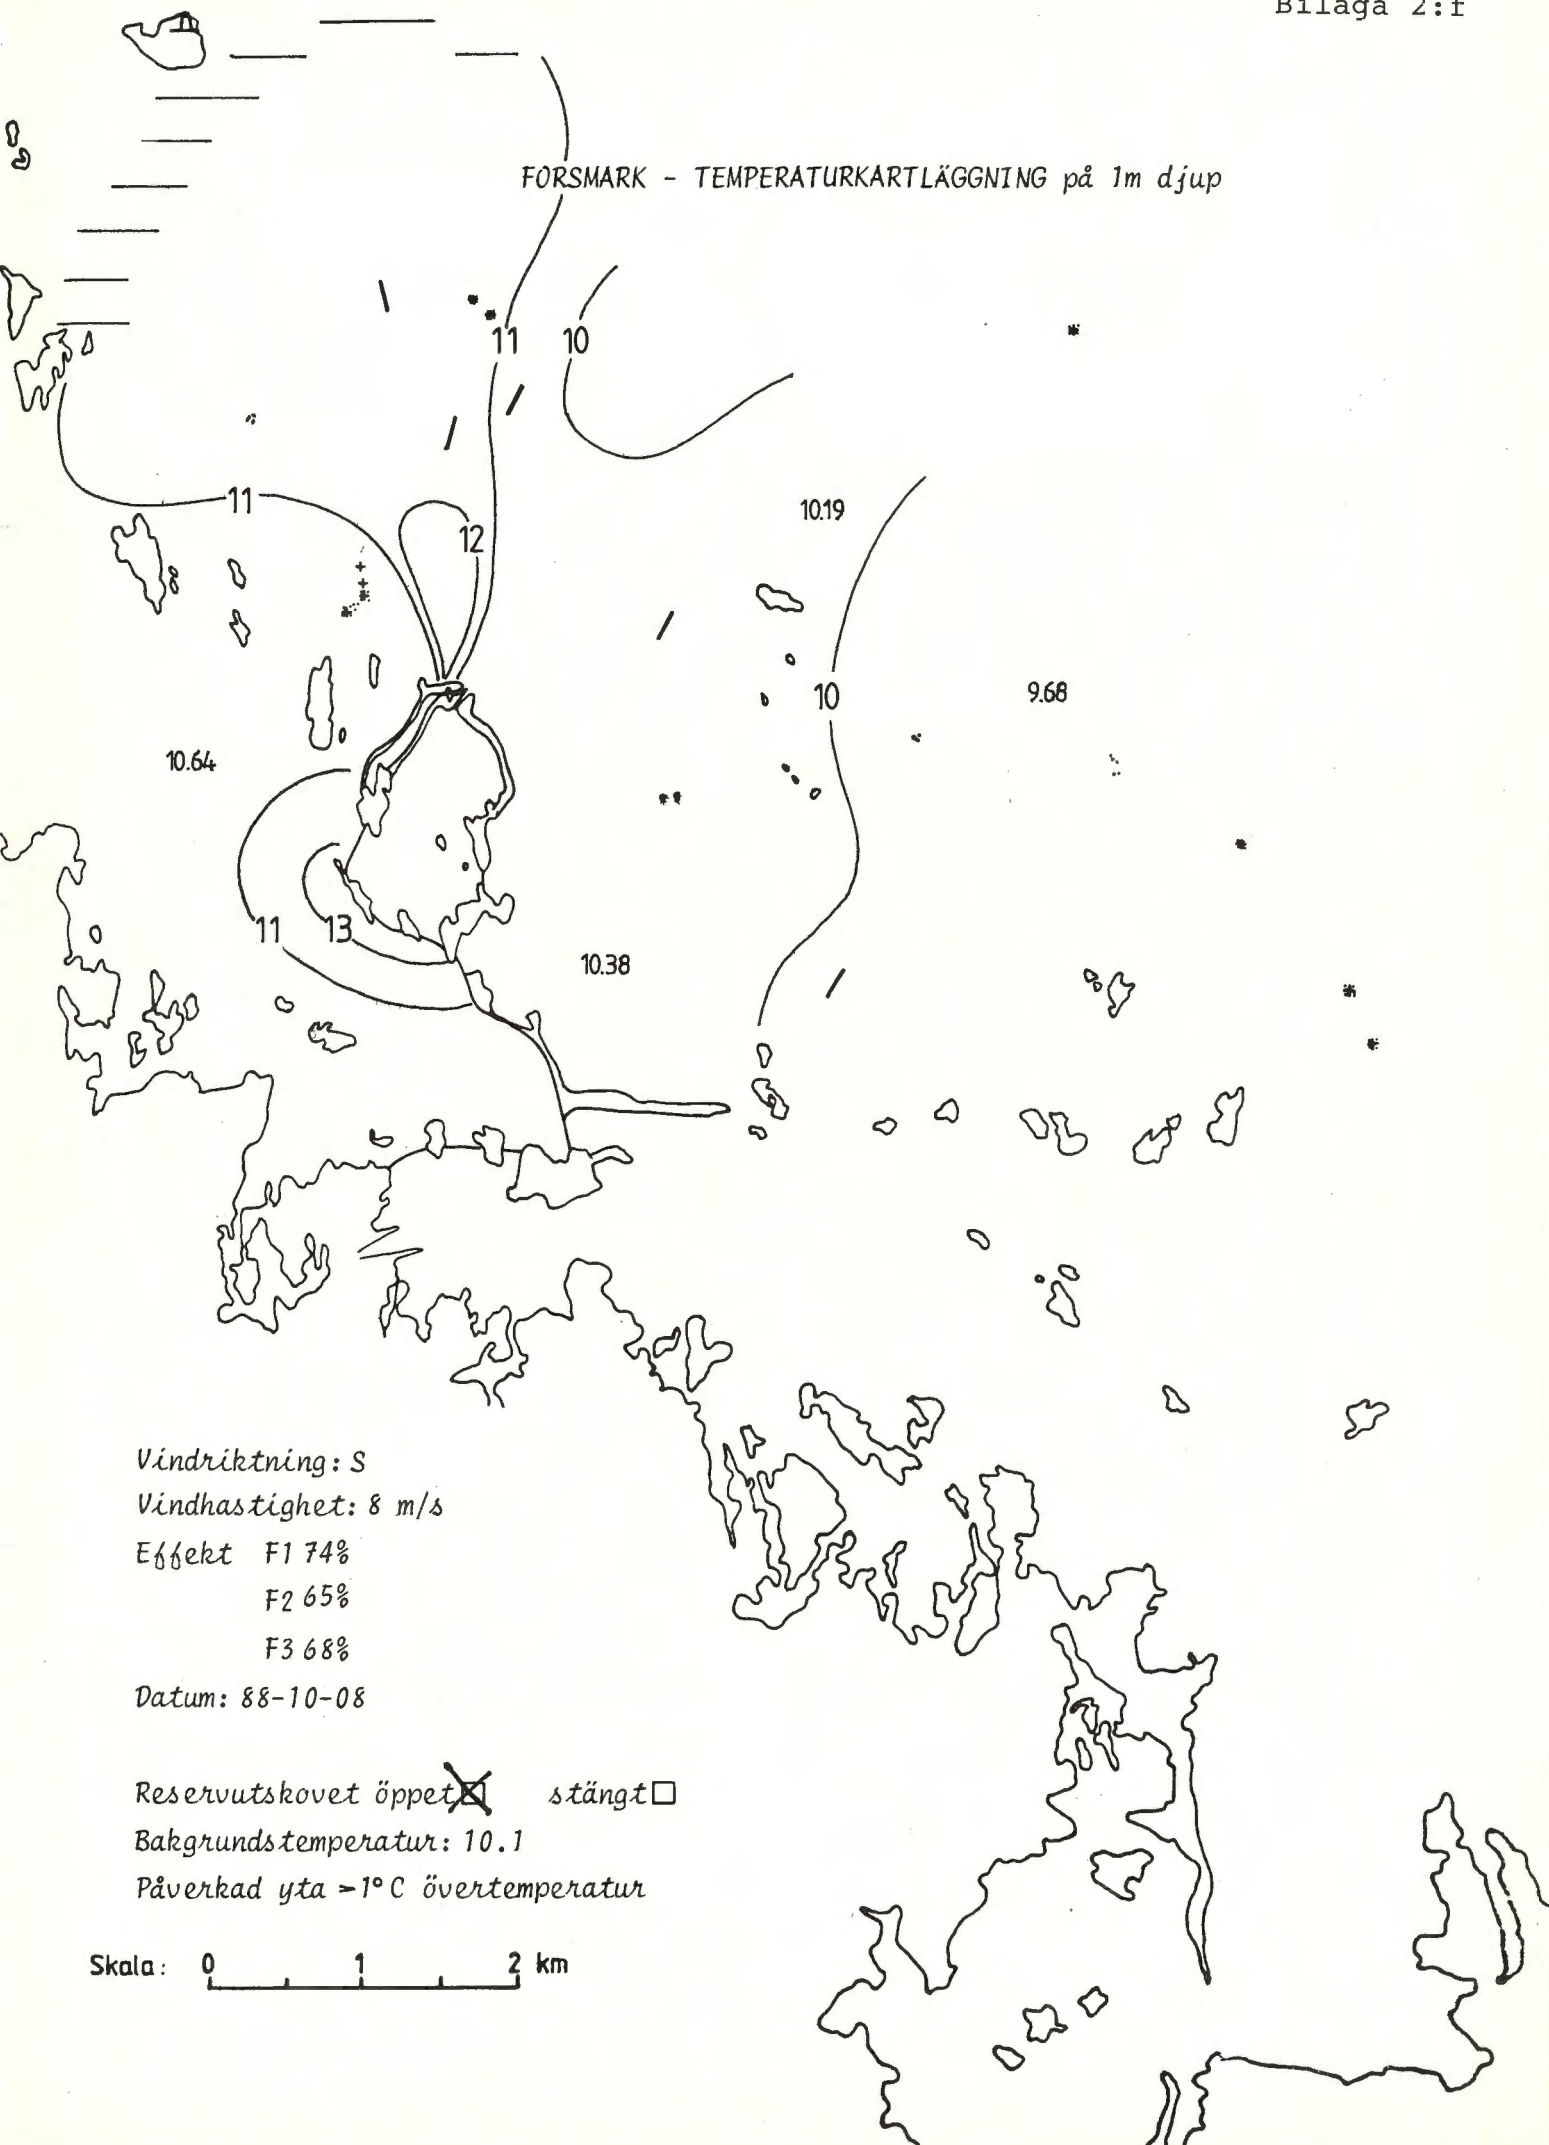 Bilaga 2:f
FORSMARK - TEMPERATURKARTLÄGGNING på 1m djup
11
10
11
12
10.19
10
9.68
10.64
11
13
10.38
Vindriktning: S
Vindhastighet: 8 m/s
Effekt F1 74%
F2 65%
F3 68%
Datum: 88-10-08
Reservutskovet öppet stängt
Bakgrundstemperatur: 10.1
Påverkad yta >1°C övertemperatur
Skala: 0 1 2 km